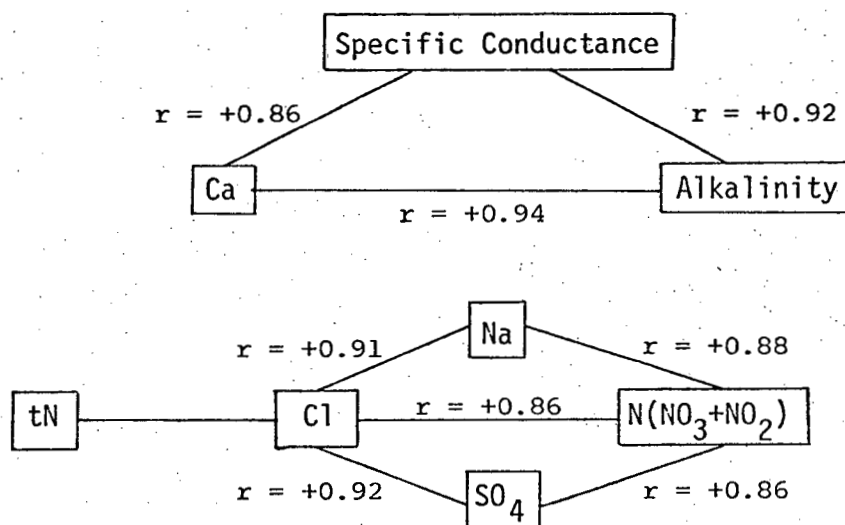 Specific Conductance
r = +0.86
r = +0.92
Ca
Alkalinity
r = +0.94
Na
r = +0.91
r = +0.88
tN
Cl
r = +0.86
N(NO3+NO2)
r = +0.92
SO4
r = +0.86